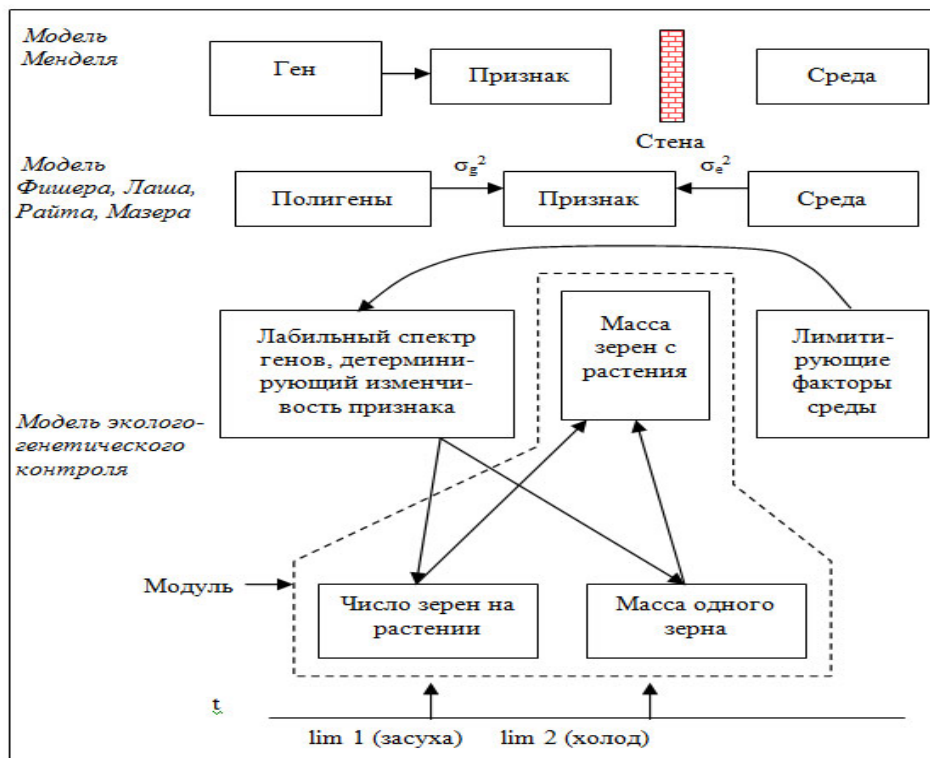 Модель
Менделя
Ген
Признак
Среда
Стена
Модель
Фишера, Лаша,
Райта, Мазера
σg²
σe²
Полигены
Признак
Среда
Лабильный спектр
генов, детермини-
рующий изменчи-
вость признака
Масса
зерен с
растения
Лимити-
рующие
факторы
среды
Модель эколого-
генетического
контроля
Модуль
Число зерен на
растении
Масса одного
зерна
t
lim 1 (засуха)
lim 2 (холод)